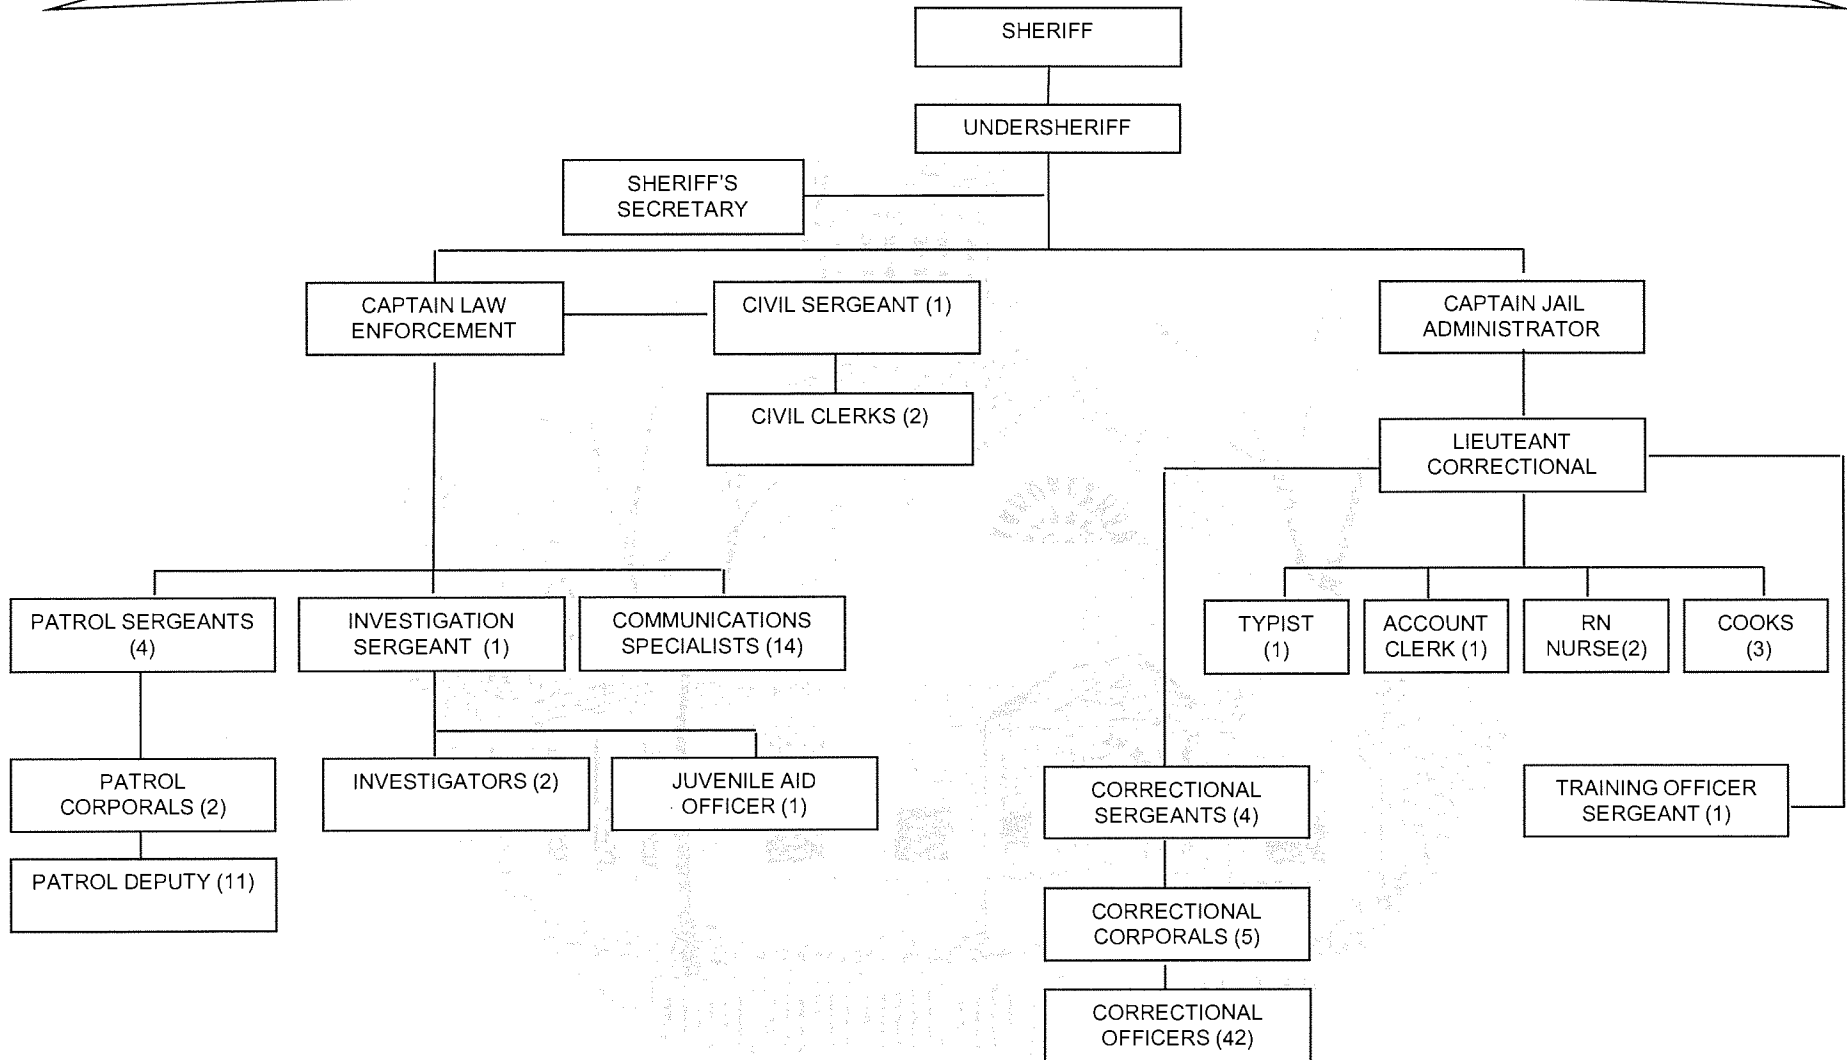 SHERIFF
UNDERSHERIFF
SHERIFF'S
SECRETARY
CAPTAIN LAW
ENFORCEMENT
CIVIL SERGEANT (1)
CAPTAIN JAIL
ADMINISTRATOR
CIVIL CLERKS (2)
LIEUTEANT
CORRECTIONAL
PATROL SERGEANTS
(4)
INVESTIGATION
SERGEANT (1)
COMMUNICATIONS
SPECIALISTS (14)
TYPIST
(1)
ACCOUNT
CLERK (1)
RN
NURSE(2)
COOKS
(3)
PATROL
CORPORALS (2)
INVESTIGATORS (2)
JUVENILE AID
OFFICER (1)
CORRECTIONAL
SERGEANTS (4)
TRAINING OFFICER
SERGEANT (1)
PATROL DEPUTY (11)
CORRECTIONAL
CORPORALS (5)
CORRECTIONAL
OFFICERS (42)